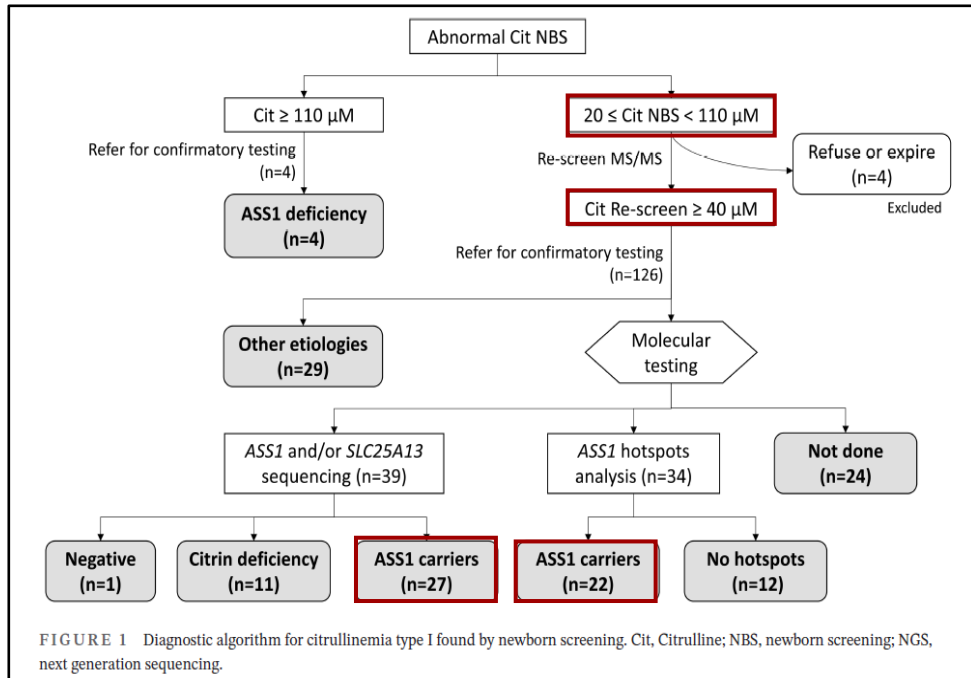 Abnormal Cit NBS
Cit ≥ 110 µM
20 ≤ Cit NBS < 110 µM
Refer for confirmatory testing
(n=4)
Re-screen MS/MS
Refuse or expire
(n=4)
Excluded
ASS1 deficiency
(n=4)
Cit Re-screen ≥ 40 µM
Refer for confirmatory testing
(n=126)
Other etiologies
(n=29)
Molecular
testing
ASS1 and/or SLC25A13
sequencing (n=39)
ASS1 hotspots
analysis (n=34)
Not done
(n=24)
Negative
(n=1)
Citrin deficiency
(n=11)
ASS1 carriers
(n=27)
ASS1 carriers
(n=22)
No hotspots
(n=12)
FIGURE 1 Diagnostic algorithm for citrullinemia type I found by newborn screening. Cit, Citrulline; NBS, newborn screening; NGS,
next generation sequencing.